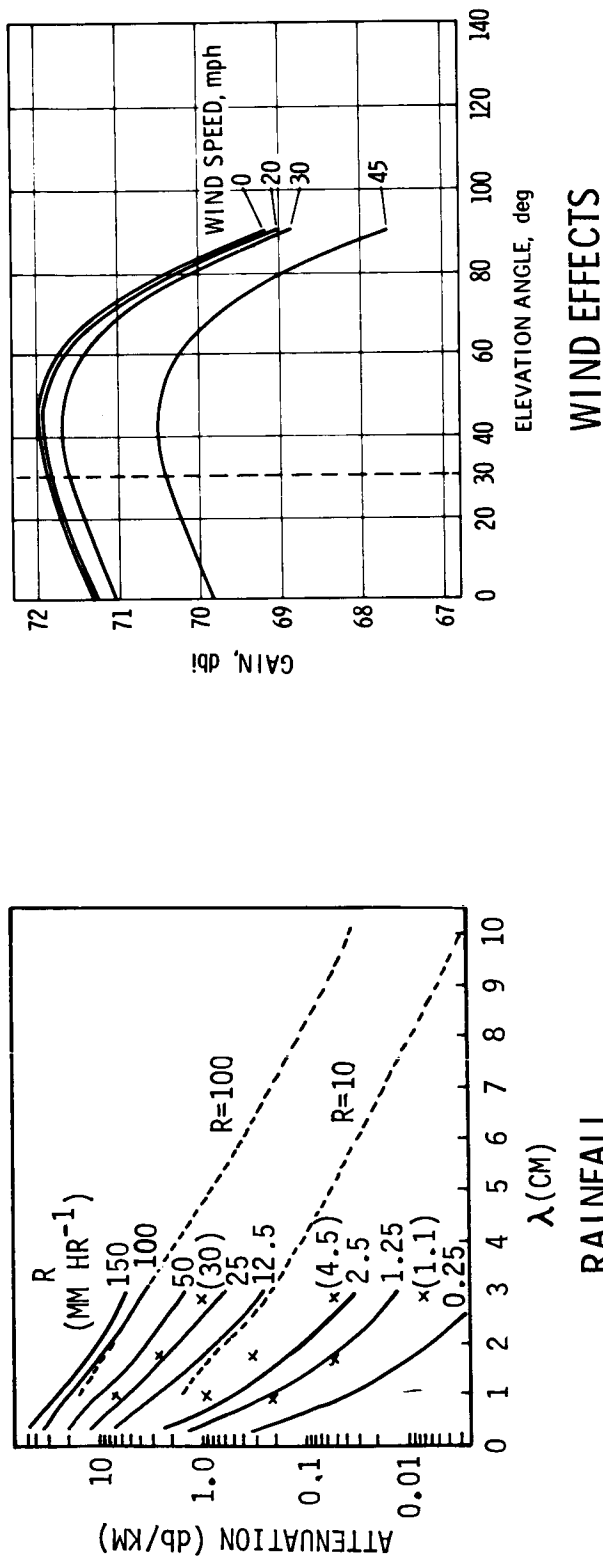 ATTENUATION (db/KM)
10
1.0
0.1
0.01
R
(MM HR⁻¹)
150
100
50
×(30)
25
12.5
×(4.5)
2.5
1.25
×(1.1)
0.25
R=100
R=10
0 1 2 3 4 5 6 7 8 9 10
λ(CM)
RAINFALL
GAIN, dbi
72
71
70
69
68
67
WIND SPEED, mph
0
20
30
45
0 20 30 40 60 80 100 120 140
ELEVATION ANGLE, deg
WIND EFFECTS